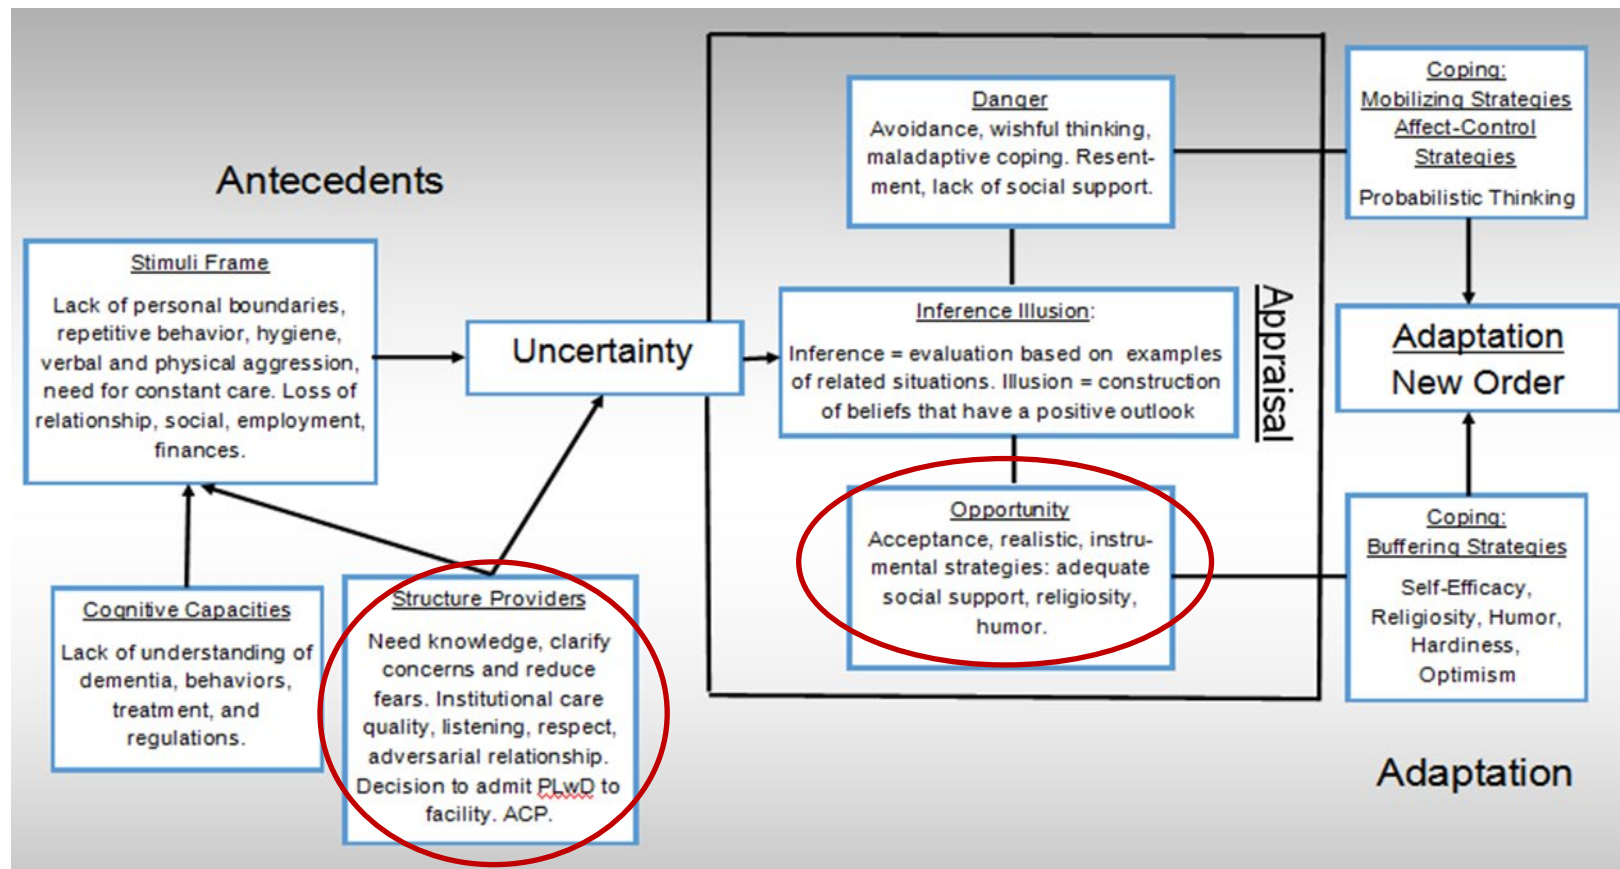 Antecedents
Stimuli Frame
Lack of personal boundaries,
repetitive behavior, hygiene,
verbal and physical aggression,
need for constant care. Loss of
relationship, social, employment,
finances.
Cognitive Capacities
Lack of understanding of
dementia, behaviors,
treatment, and
regulations.
Structure Providers
Need knowledge, clarify
concerns and reduce
fears. Institutional care
quality, listening, respect,
adversarial relationship.
Decision to admit PLwD to
facility. ACP.
Uncertainty
Danger
Avoidance, wishful thinking,
maladaptive coping. Resent-
ment, lack of social support.
Inference Illusion:
Inference = evaluation based on examples
of related situations. Illusion = construction
of beliefs that have a positive outlook
Opportunity
Acceptance, realistic, instru-
mental strategies: adequate
social support, religiosity,
humor.
Appraisal
Coping:
Mobilizing Strategies
Affect-Control
Strategies
Probabilistic Thinking
Adaptation
New Order
Coping:
Buffering Strategies
Self-Efficacy,
Religiosity, Humor,
Hardiness,
Optimism
Adaptation